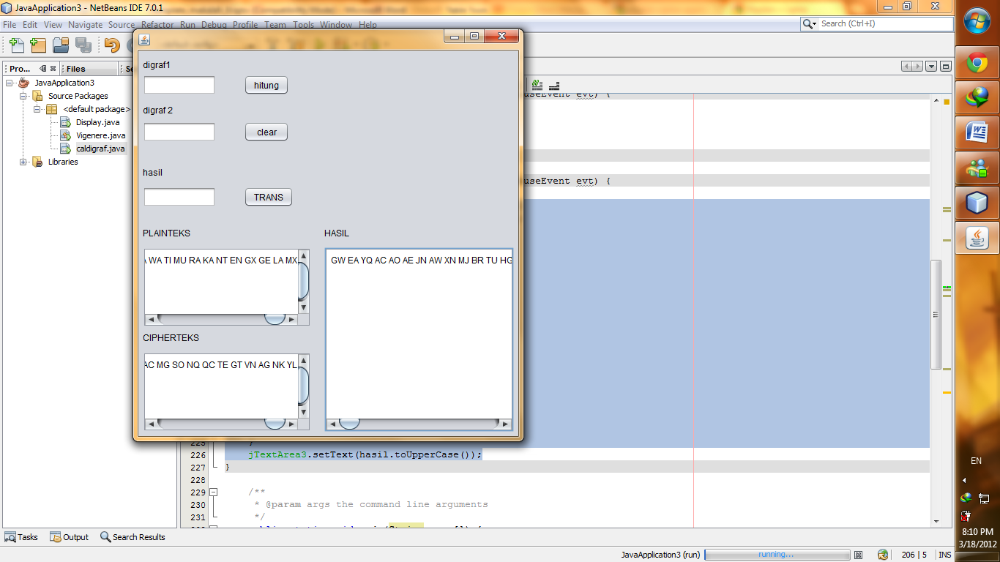 JavaApplication3 - NetBeans IDE 7.0.1
File Edit View Navigate Source Refactor Run Debug Profile Team Tools Window Help
Search (Ctrl+I)
Pro... Files
JavaApplication3
Source Packages
<default package>
Display.java
Vigenere.java
caldigraf.java
Libraries
digraf1
hitung
digraf 2
clear
hasil
TRANS
PLAINTEKS
HASIL
WA TI MU RA KA NT EN GX GE LA MX
GW EA YQ AC AO AE JN AW XN MJ BR TU HG
CIPHERTEKS
AC MG SO NQ QC TE GT VN AG NK YL
useEvent evt) {
useEvent evt) {
225 }
226 jTextArea3.setText(hasil.toUpperCase());
227 }
228
229 /**
230 * @param args the command line arguments
231 */
Tasks Output Search Results
JavaApplication3 (run) running... 206 | 5 INS
EN
8:10 PM
3/18/2012